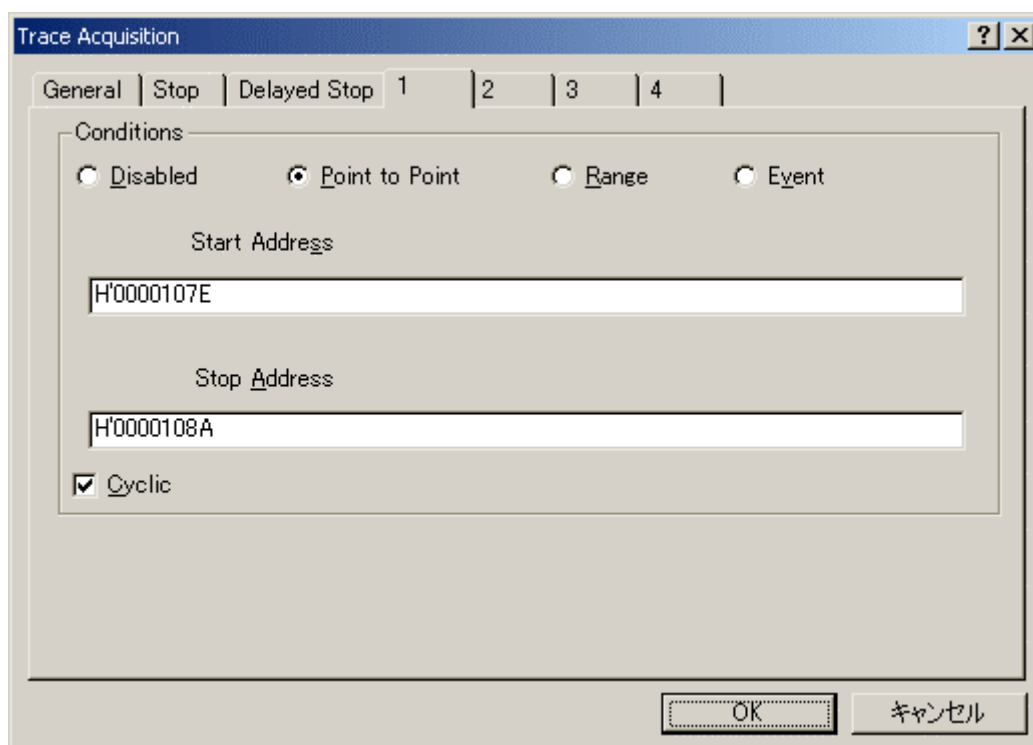 Trace Acquisition
General Stop Delayed Stop 1 2 3 4
Conditions
Disabled Point to Point Range Event
Start Address
H'0000107E
Stop Address
H'0000108A
Cyclic
OK キャンセル